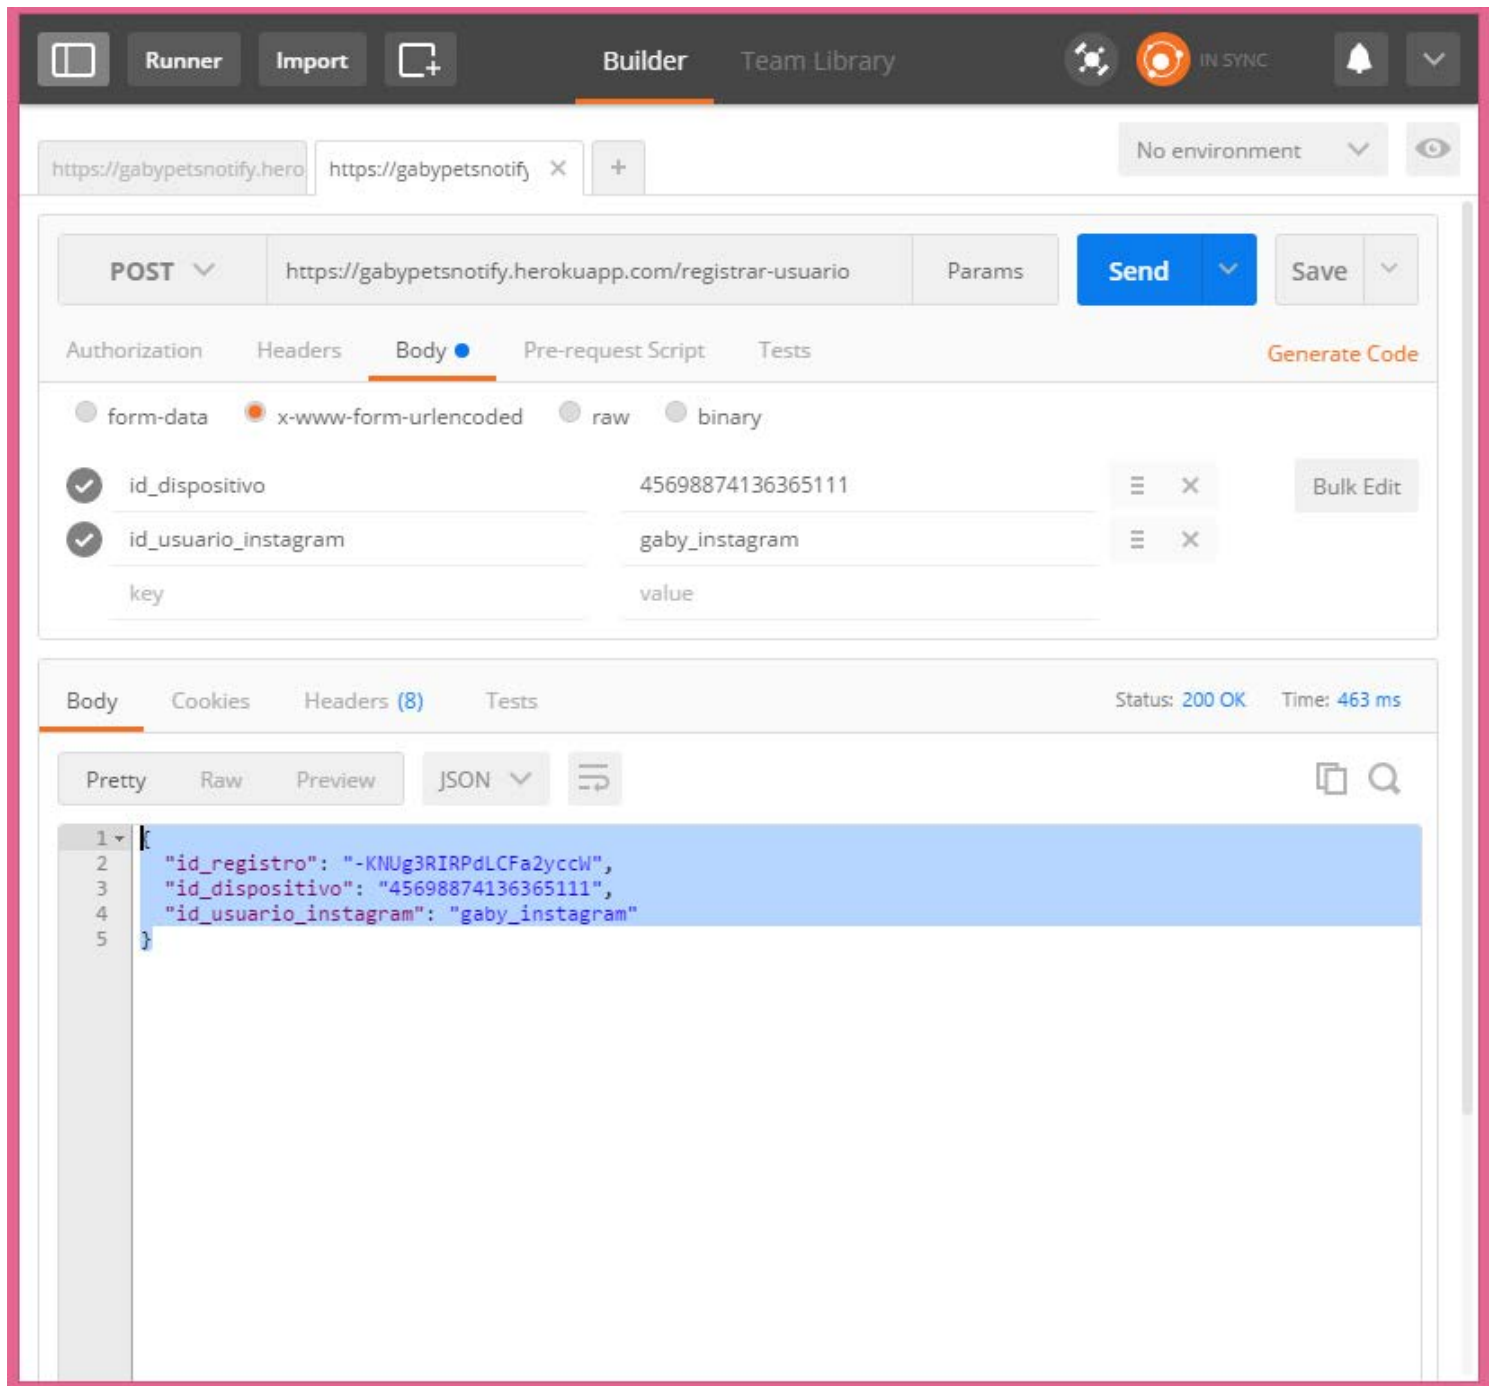 Runner Import Builder Team Library IN SYNC
https://gabypetsnotify.hero https://gabypetsnotify No environment
POST https://gabypetsnotify.herokuapp.com/registrar-usuario Params Send Save
Authorization Headers Body Pre-request Script Tests Generate Code
form-data x-www-form-urlencoded raw binary
id_dispositivo 45698874136365111 Bulk Edit
id_usuario_instagram gaby_instagram
key value
Body Cookies Headers (8) Tests Status: 200 OK Time: 463 ms
Pretty Raw Preview JSON
1 {
2 "id_registro": "-KNUg3RIRPdLCFa2yccW",
3 "id_dispositivo": "45698874136365111",
4 "id_usuario_instagram": "gaby_instagram"
5 }